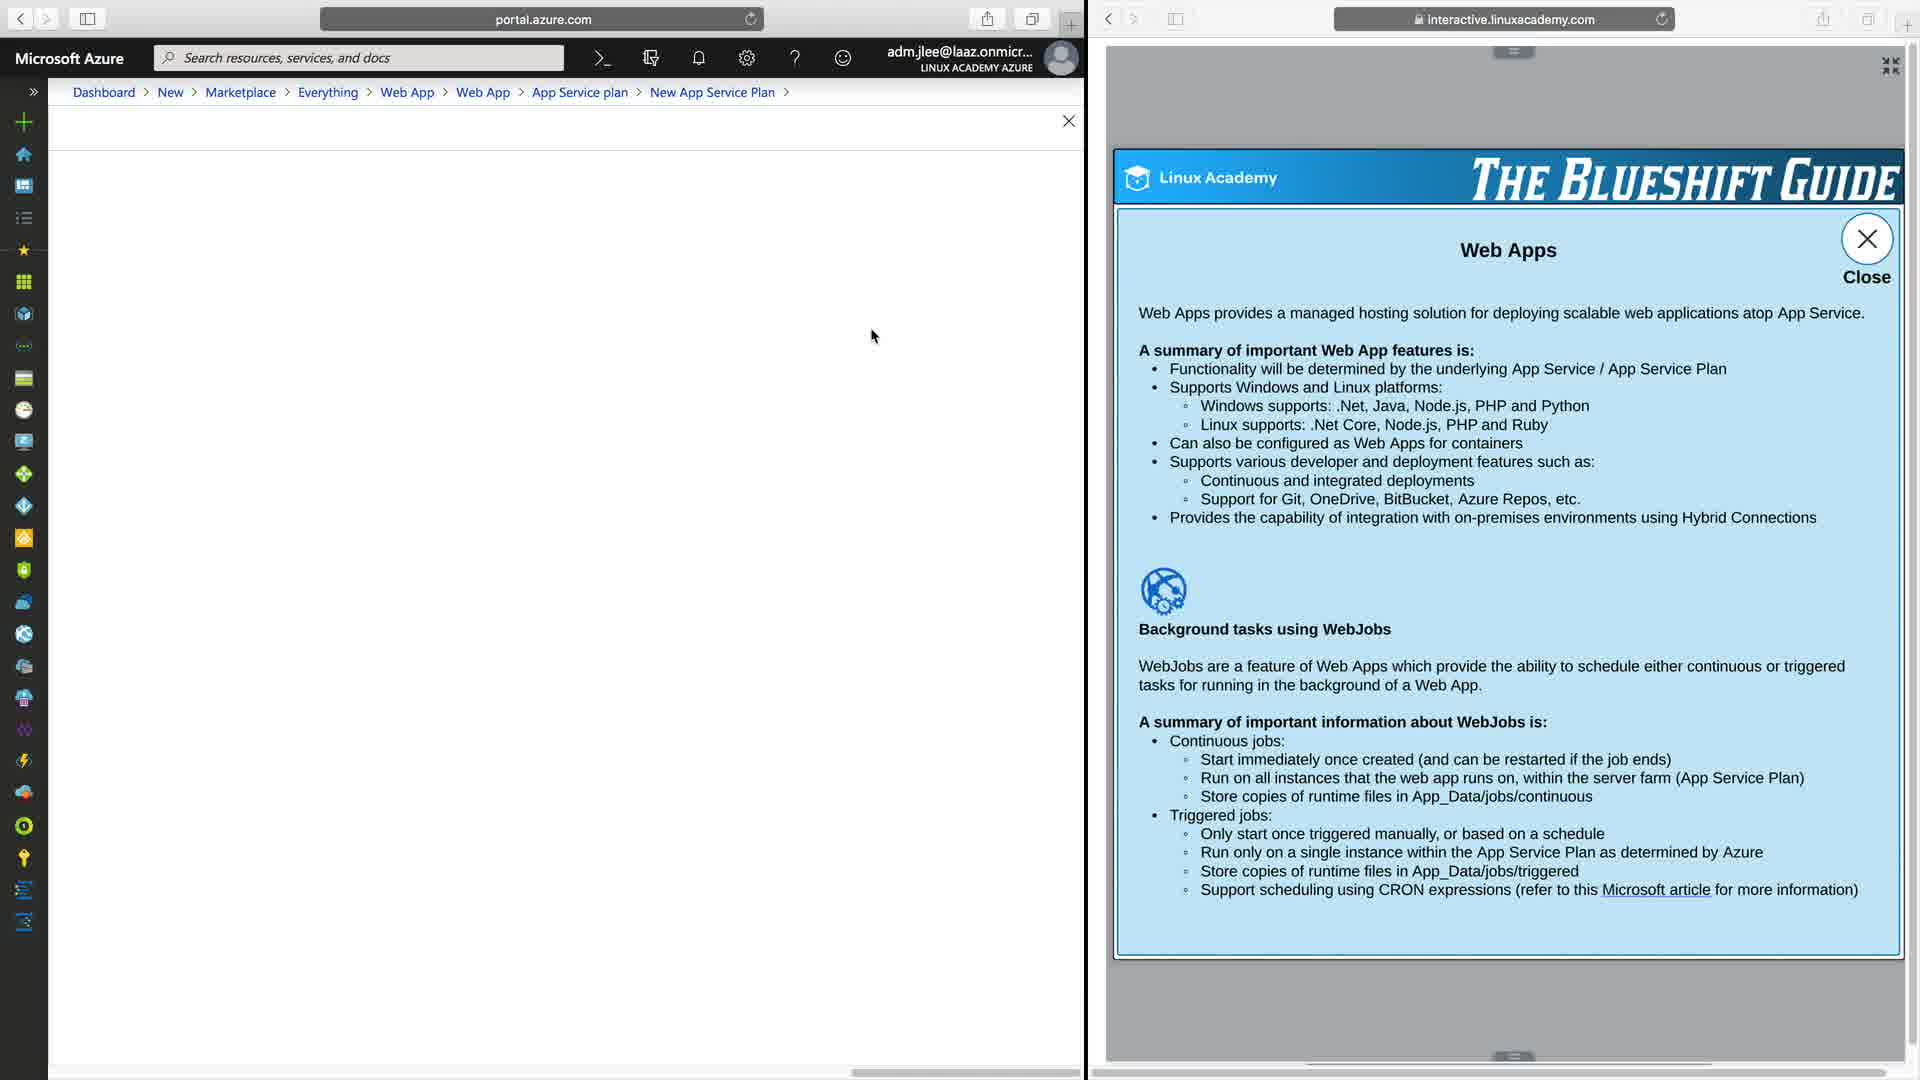 portal.azure.com
Microsoft Azure
Search resources, services, and docs
adm.jlee@laaz.onmicr...
LINUX ACADEMY AZURE
Dashboard > New > Marketplace > Everything > Web App > Web App > App Service plan > New App Service Plan >
interactive.linuxacademy.com
Linux Academy
THE BLUESHIFT GUIDE
Web Apps
Close
Web Apps provides a managed hosting solution for deploying scalable web applications atop App Service.
A summary of important Web App features is:
• Functionality will be determined by the underlying App Service / App Service Plan
• Supports Windows and Linux platforms:
◦ Windows supports: .Net, Java, Node.js, PHP and Python
◦ Linux supports: .Net Core, Node.js, PHP and Ruby
• Can also be configured as Web Apps for containers
• Supports various developer and deployment features such as:
◦ Continuous and integrated deployments
◦ Support for Git, OneDrive, BitBucket, Azure Repos, etc.
• Provides the capability of integration with on-premises environments using Hybrid Connections
Background tasks using WebJobs
WebJobs are a feature of Web Apps which provide the ability to schedule either continuous or triggered
tasks for running in the background of a Web App.
A summary of important information about WebJobs is:
• Continuous jobs:
◦ Start immediately once created (and can be restarted if the job ends)
◦ Run on all instances that the web app runs on, within the server farm (App Service Plan)
◦ Store copies of runtime files in App_Data/jobs/continuous
• Triggered jobs:
◦ Only start once triggered manually, or based on a schedule
◦ Run only on a single instance within the App Service Plan as determined by Azure
◦ Store copies of runtime files in App_Data/jobs/triggered
◦ Support scheduling using CRON expressions (refer to this Microsoft article for more information)